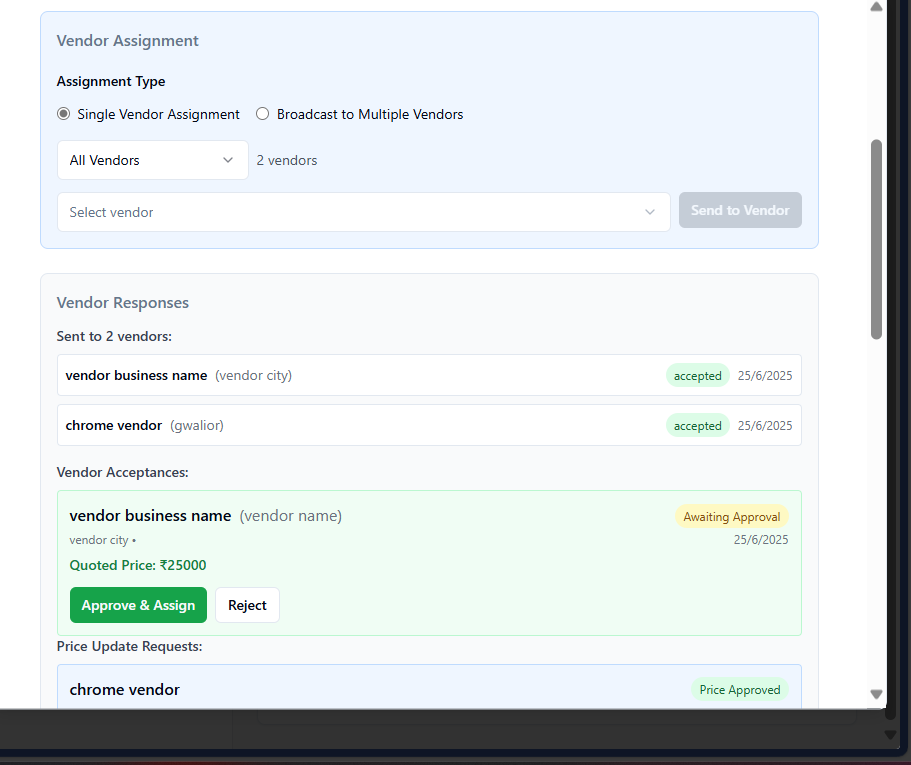 Vendor Assignment
Assignment Type
Single Vendor Assignment Broadcast to Multiple Vendors
All Vendors 2 vendors
Select vendor Send to Vendor
Vendor Responses
Sent to 2 vendors:
vendor business name (vendor city) accepted 25/6/2025
chrome vendor (gwalior) accepted 25/6/2025
Vendor Acceptances:
vendor business name (vendor name) Awaiting Approval
vendor city • 25/6/2025
Quoted Price: ₹25000
Approve & Assign Reject
Price Update Requests:
chrome vendor Price Approved